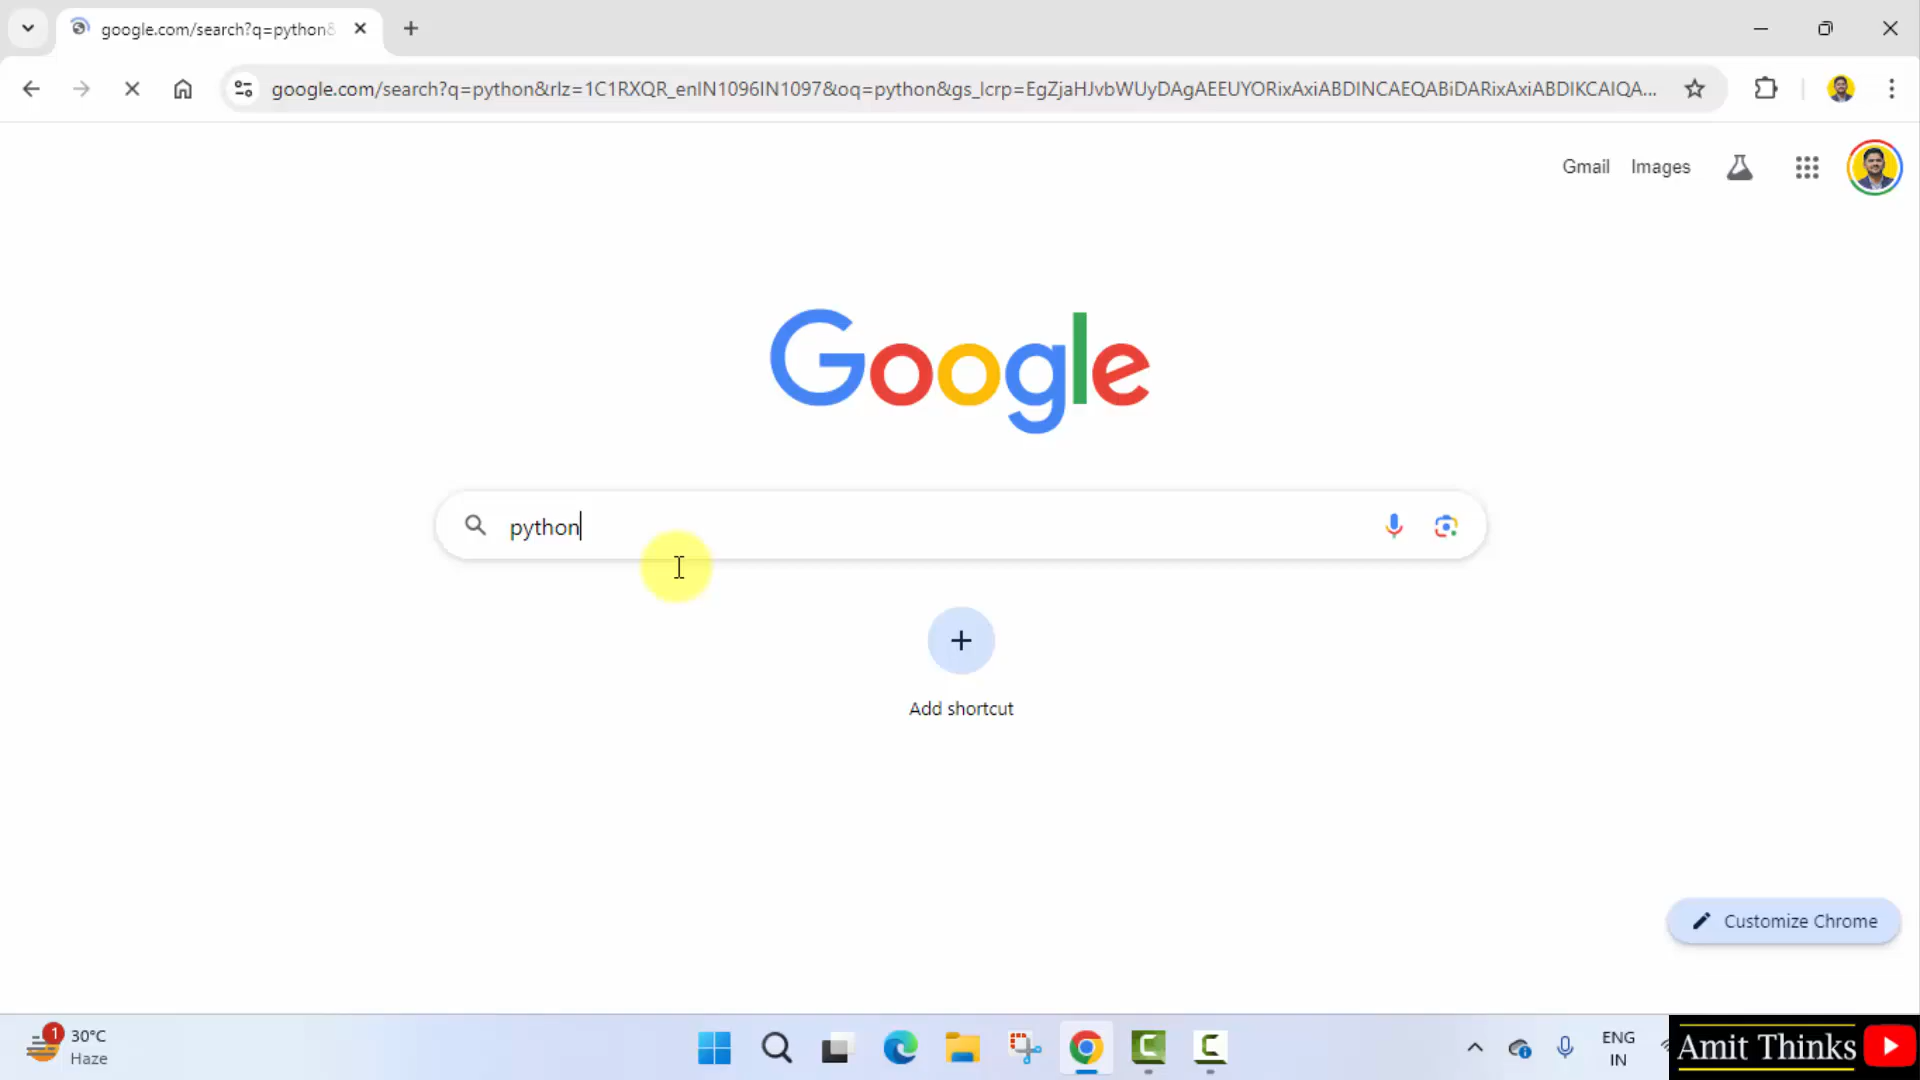 google.com/search?q=python&
google.com/search?q=python&rlz=1C1RXQR_enIN1096IN1097&oq=python&gs_lcrp=EgZjaHJvbWUyDAgAEEUYORixAxiABDINCAEQABiDARixAxiABDIKCAIQA...
Gmail Images
Google
python
Add shortcut
Customize Chrome
1
30°C
Haze
ENG
IN
Amit Thinks